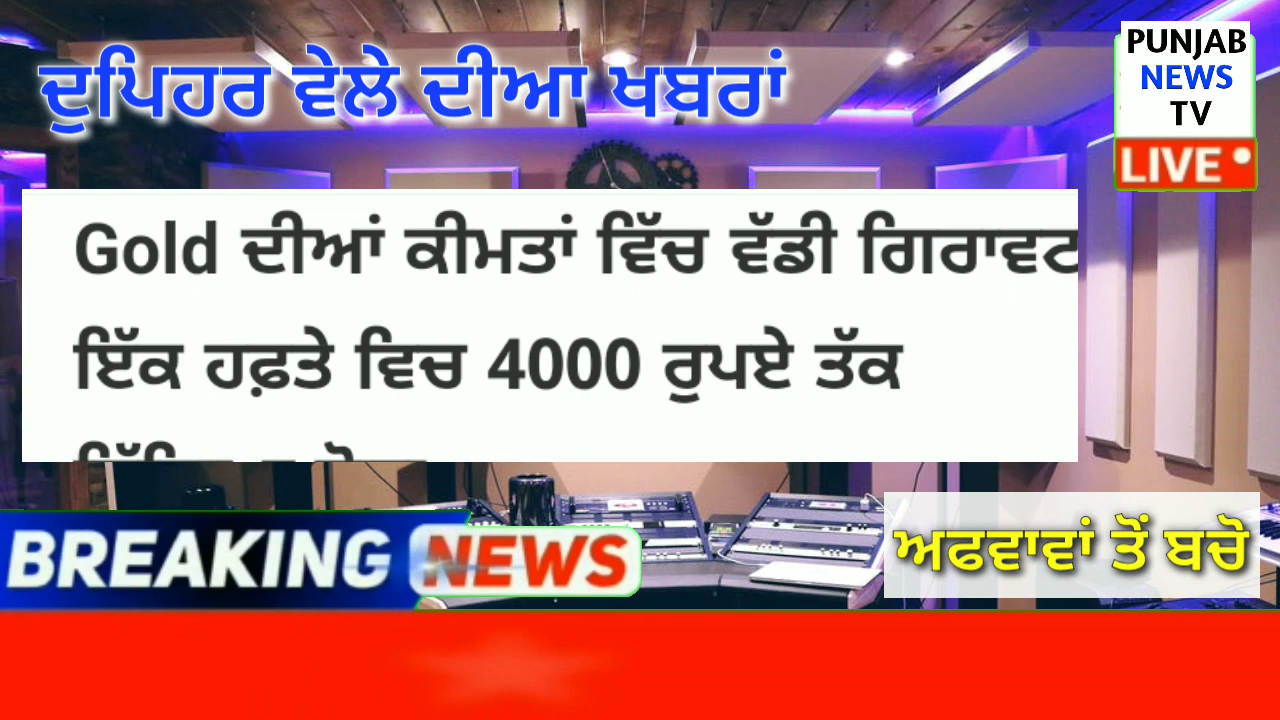 ਦੁਪਿਹਰ ਵੇਲੇ ਦੀਆ ਖਬਰਾਂ
PUNJAB
NEWS
TV
LIVE
Gold ਦੀਆਂ ਕੀਮਤਾਂ ਵਿੱਚ ਵੱਡੀ ਗਿਰਾਵਟ
ਇੱਕ ਹਫ਼ਤੇ ਵਿਚ 4000 ਰੁਪਏ ਤੱਕ
BREAKING NEWS
ਅਫਵਾਵਾਂ ਤੋਂ ਬਚੋ